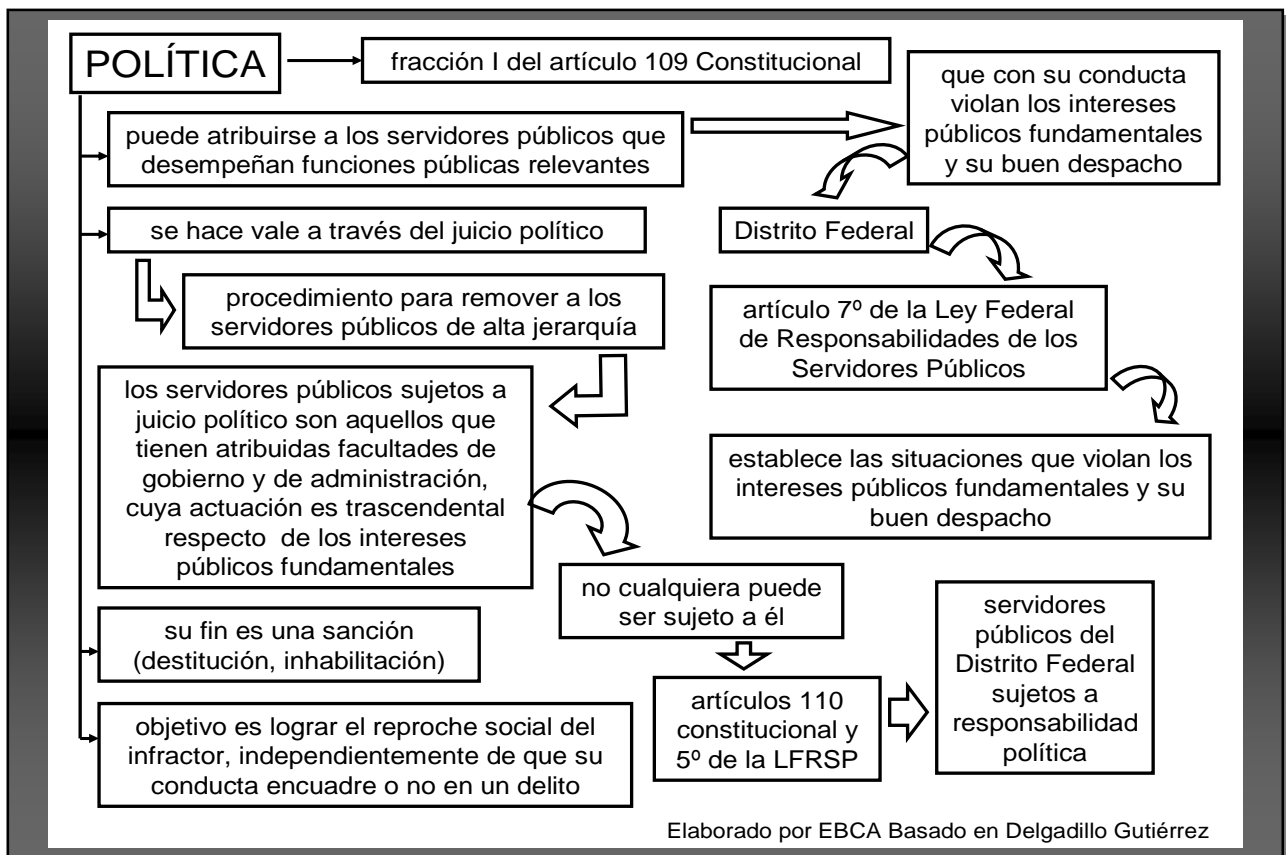 POLÍTICA
fracción I del artículo 109 Constitucional
puede atribuirse a los servidores públicos que
desempeñan funciones públicas relevantes
que con su conducta
violan los intereses
públicos fundamentales
y su buen despacho
Distrito Federal
artículo 7º de la Ley Federal
de Responsabilidades de los
Servidores Públicos
establece las situaciones que violan los
intereses públicos fundamentales y su
buen despacho
se hace vale a través del juicio político
procedimiento para remover a los
servidores públicos de alta jerarquía
los servidores públicos sujetos a
juicio político son aquellos que
tienen atribuidas facultades de
gobierno y de administración,
cuya actuación es trascendental
respecto de los intereses
públicos fundamentales
no cualquiera puede
ser sujeto a él
artículos 110
constitucional y
5º de la LFRSP
servidores
públicos del
Distrito Federal
sujetos a
responsabilidad
política
su fin es una sanción
(destitución, inhabilitación)
objetivo es lograr el reproche social del
infractor, independientemente de que su
conducta encuadre o no en un delito
Elaborado por EBCA Basado en Delgadillo Gutiérrez